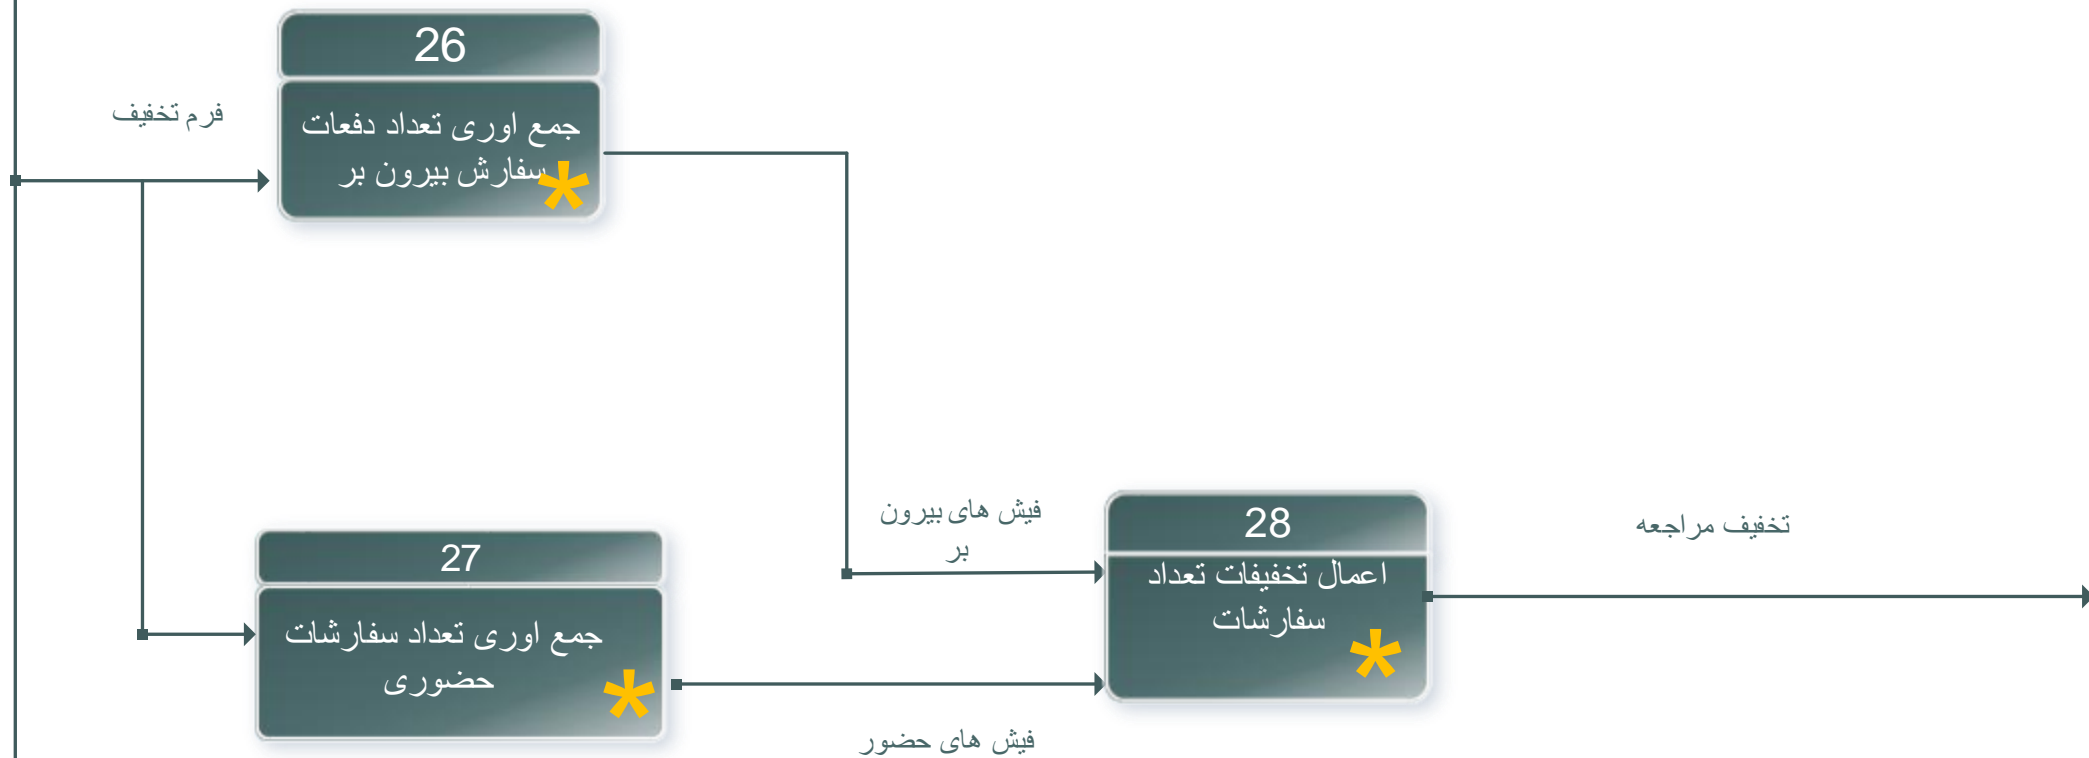 26
جمع اوری تعداد دفعات
سفارش بیرون بر
*
فرم تخفیف
27
جمع اوری تعداد سفارشات
حضوری
*
فیش های بیرون
بر
فیش های حضور
28
اعمال تخفیفات تعداد
سفارشات
*
تخفیف مراجعه